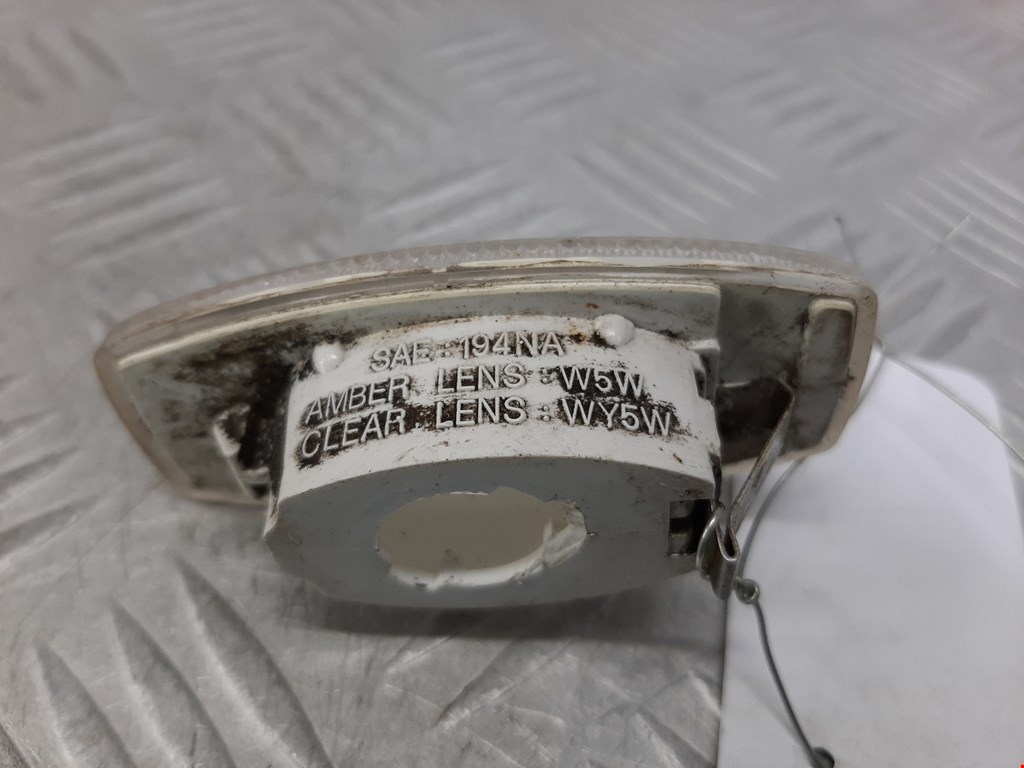 SAE : 194NA
AMBER LENS : W5W
CLEAR LENS : WY5W